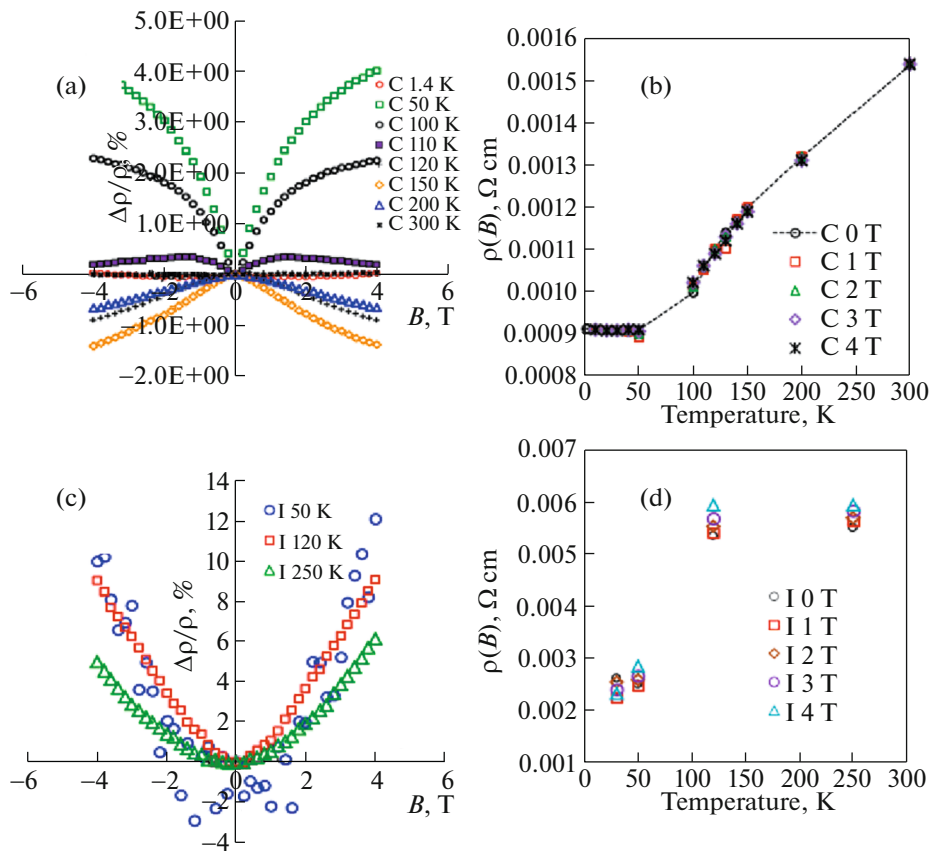 (a)
5.0E+00
4.0E+00
3.0E+00
2.0E+00
1.0E+00
−1.0E+00
−2.0E+00
Δρ/ρ, %
−6
−4
−2
0
2
4
6
B, T
C 1.4 K
C 50 K
C 100 K
C 110 K
C 120 K
C 150 K
C 200 K
C 300 K
(b)
0.0016
0.0015
0.0014
0.0013
0.0012
0.0011
0.0010
0.0009
0.0008
ρ(B), Ω cm
0
50
100
150
200
250
300
Temperature, K
C 0 T
C 1 T
C 2 T
C 3 T
C 4 T
(c)
14
12
10
8
6
4
2
0
−2
−4
Δρ/ρ, %
−6
−4
−2
0
2
4
6
B, T
I 50 K
I 120 K
I 250 K
(d)
0.007
0.006
0.005
0.004
0.003
0.002
0.001
ρ(B), Ω cm
0
50
100
150
200
250
300
Temperature, K
I 0 T
I 1 T
I 2 T
I 3 T
I 4 T